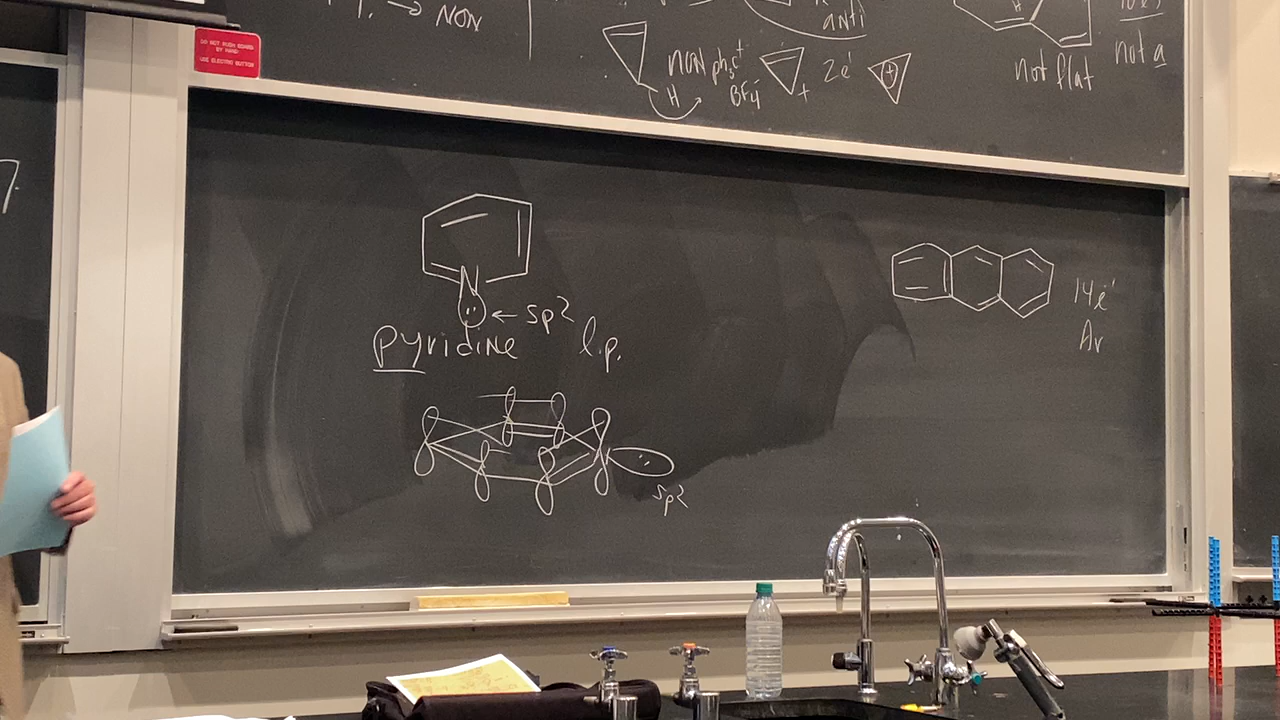 → NON
anti
not flat
not a
DO NOT PUSH BOARD
BY HAND
USE ELECTRIC BUTTON
H
non
ph₃c⁺
BF₄⁻
+
2e⁻
+
7.
N
: ← sp2
pyridine l.p.
14e⁻
Ar
: sp2